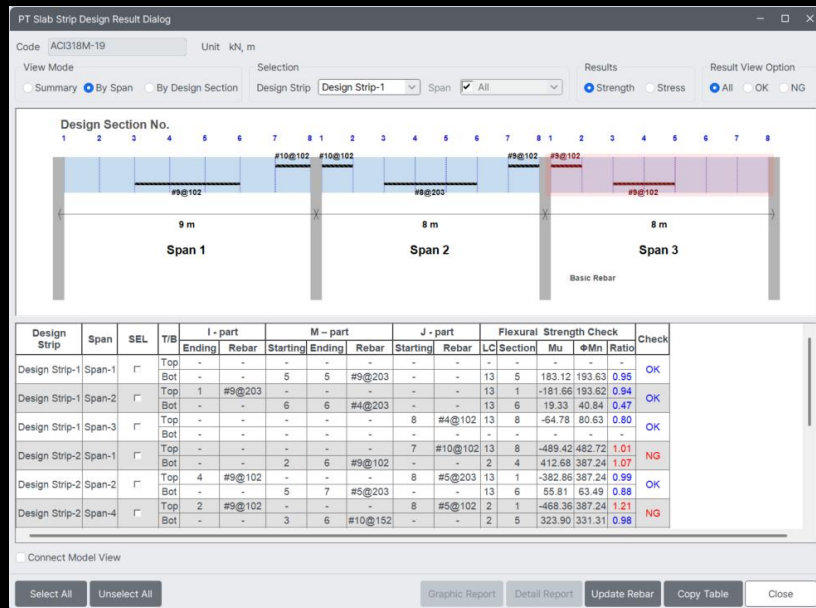 PT Slab Strip Design Result Dialog
Code ACI318M-19 Unit kN, m
View Mode Selection Results Result View Option
Summary By Span By Design Section Design Strip Design Strip-1 Span All Strength Stress All OK NG
Design Section No.
1 2 3 4 5 6 7 8 1 2 3 4 5 6 7 8 1 2 3 4 5 6 7 8
#10@102 #10@102 #9@102 #9@102
#9@102 #8@203 #9@102
9 m 8 m 8 m
Span 1 Span 2 Span 3
Basic Rebar
Design Strip Span SEL T/B I - part M – part J - part Flexural Strength Check Check
Ending Rebar Starting Ending Rebar Starting Rebar LC Section Mu ΦMn Ratio
Design Strip-1 Span-1 Top - - - - - - - - - - - - OK
Bot - - 5 5 #9@203 - - 13 5 183.12 193.63 0.95
Design Strip-1 Span-2 Top 1 #9@203 - - - - - 13 1 -181.66 193.62 0.94 OK
Bot - - 6 6 #4@203 - - 13 6 19.33 40.84 0.47
Design Strip-1 Span-3 Top - - - - - 8 #4@102 13 8 -64.78 80.63 0.80 OK
Bot - - - - - - - - - - - -
Design Strip-2 Span-1 Top - - - - - 7 #10@102 13 8 -489.42 482.72 1.01 NG
Bot - - 2 6 #9@102 - - 2 4 412.68 387.24 1.07
Design Strip-2 Span-2 Top 4 #9@102 - - - 8 #5@203 13 1 -382.86 387.24 0.99 OK
Bot - - 5 7 #5@203 - - 13 6 55.81 63.49 0.88
Design Strip-2 Span-4 Top 2 #9@102 - - - 8 #5@102 2 1 -468.36 387.24 1.21 NG
Bot - - 3 6 #10@152 - - 2 5 323.90 331.31 0.98
Connect Model View
Select All Unselect All Graphic Report Detail Report Update Rebar Copy Table Close